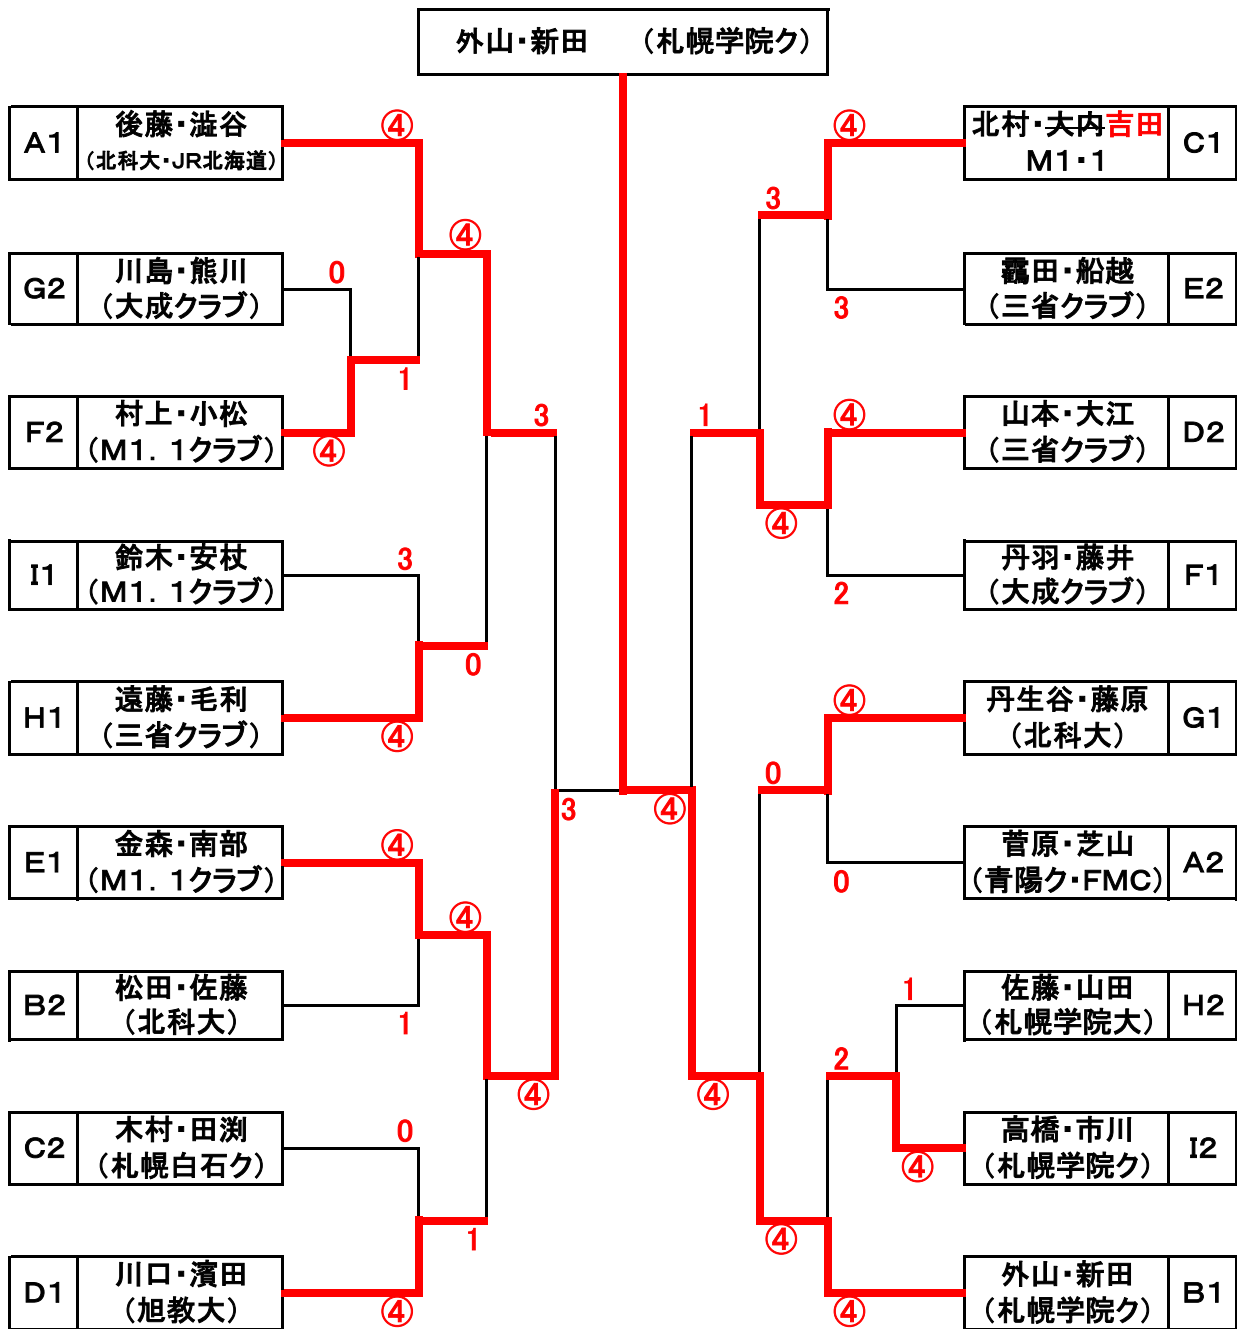 外山・新田　（札幌学院ク）
A1
後藤・澁谷
（北科大・JR北海道）
④
④
G2
川島・熊川
（大成クラブ）
0
1
F2
村上・小松
（M1．1クラブ）
④
3
I1
鈴木・安杖
（M1．1クラブ）
3
0
H1
遠藤・毛利
（三省クラブ）
④
3
E1
金森・南部
（M1．1クラブ）
④
④
B2
松田・佐藤
（北科大）
1
④
C2
木村・田渕
（札幌白石ク）
0
1
D1
川口・濱田
（旭教大）
④
④
北村・大内吉田
M1・1
C1
3
3
田・船越
（三省クラブ）
E2
1
④
山本・大江
（三省クラブ）
D2
④
2
丹羽・藤井
（大成クラブ）
F1
④
丹生谷・藤原
（北科大）
G1
④
0
0
菅原・芝山
（青陽ク・FMC）
A2
1
佐藤・山田
（札幌学院大）
H2
④
2
④
高橋・市川
（札幌学院ク）
I2
④
④
外山・新田
（札幌学院ク）
B1